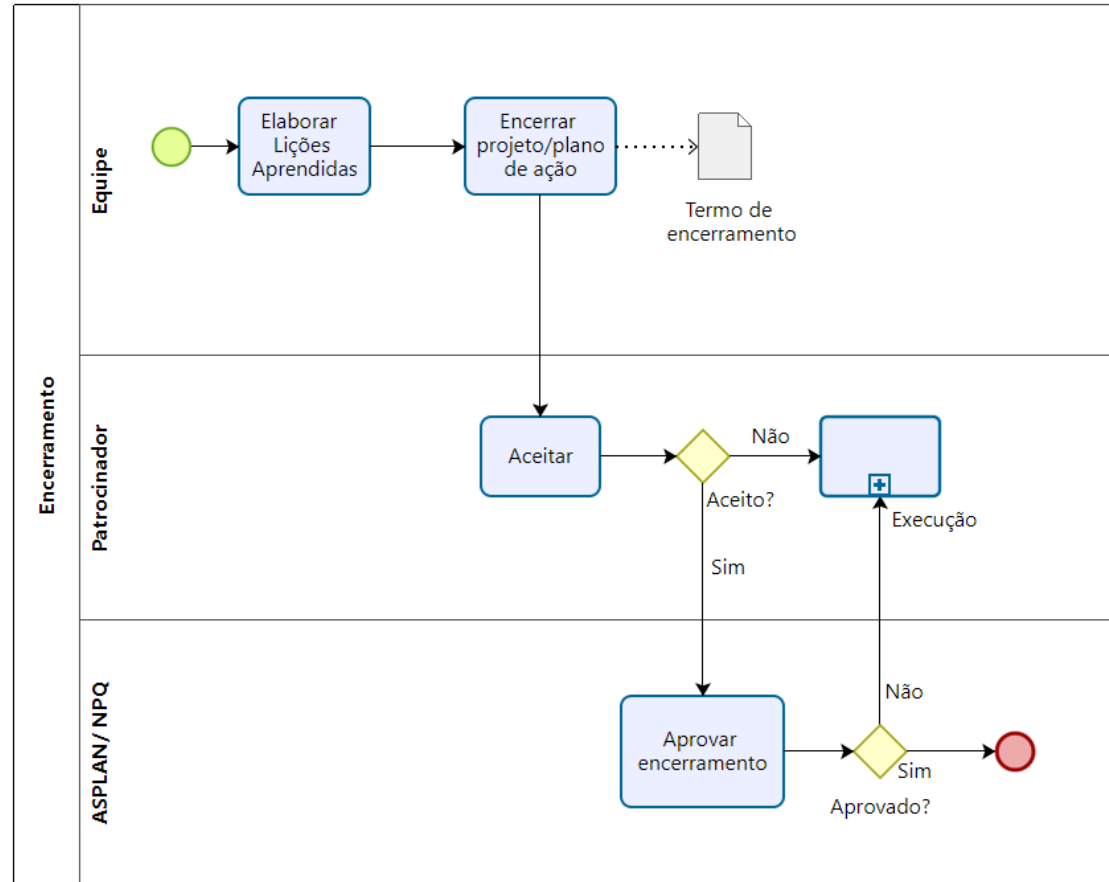 Encerramento
Equipe
Elaborar
Lições
Aprendidas
Encerrar
projeto/plano
de ação
Termo de
encerramento
Patrocinador
Aceitar
Aceito?
Não
Sim
Execução
ASPLAN/ NPQ
Aprovar
encerramento
Aprovado?
Não
Sim